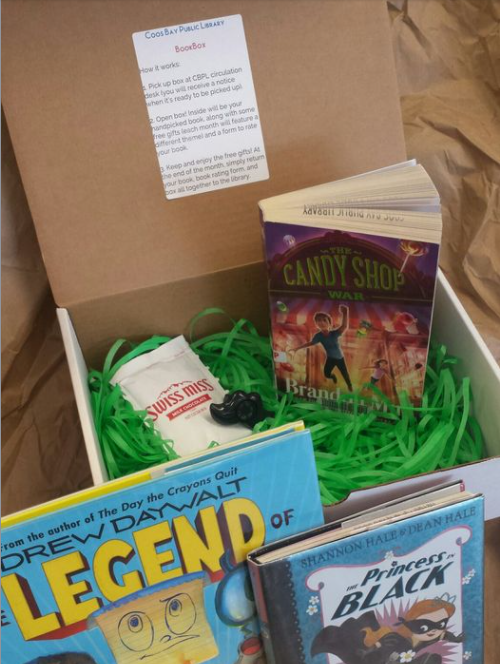 COOS BAY PUBLIC LIBRARY
BOOKBOX
How it works:
1. Pick up box at CBPL circulation
desk (you will receive a notice
when it's ready to be picked up).
2. Open box! Inside will be your
handpicked book, along with some
free gifts (each month will feature a
different theme) and a form to rate
your book.
3. Keep and enjoy the free gifts! At
the end of the month, simply return
your book, book rating form, and
box all together to the library.
COOS BAY PUBLIC LIBRARY
THE
CANDY SHOP
WAR
Brand
SWISS MISS
MILK CHOCOLATE
from the author of The Day the Crayons Quit
DREW DAYWALT
LEGEND OF
SHANNON HALE & DEAN HALE
THE Princess IN
BLACK